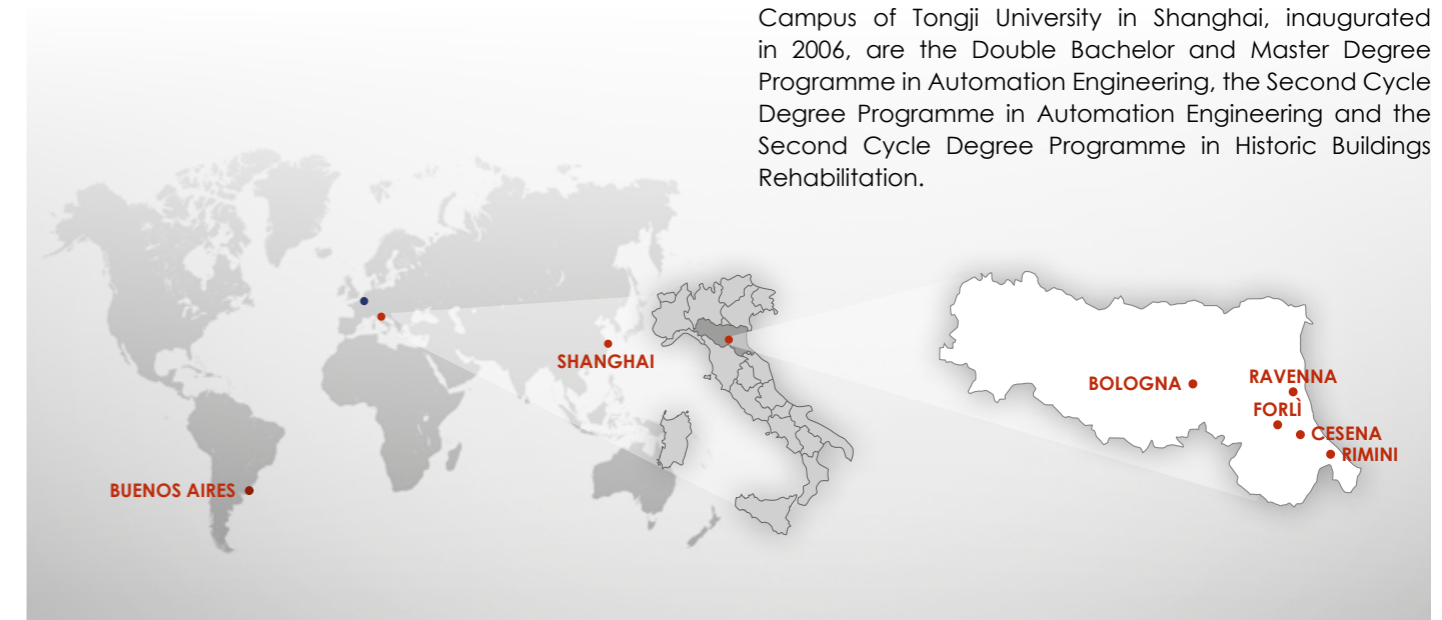 Campus of Tongji University in Shanghai, inaugurated
in 2006, are the Double Bachelor and Master Degree
Programme in Automation Engineering, the Second Cycle
Degree Programme in Automation Engineering and the
Second Cycle Degree Programme in Historic Buildings
Rehabilitation.
SHANGHAI
BUENOS AIRES
BOLOGNA
RAVENNA
FORLÌ
CESENA
RIMINI